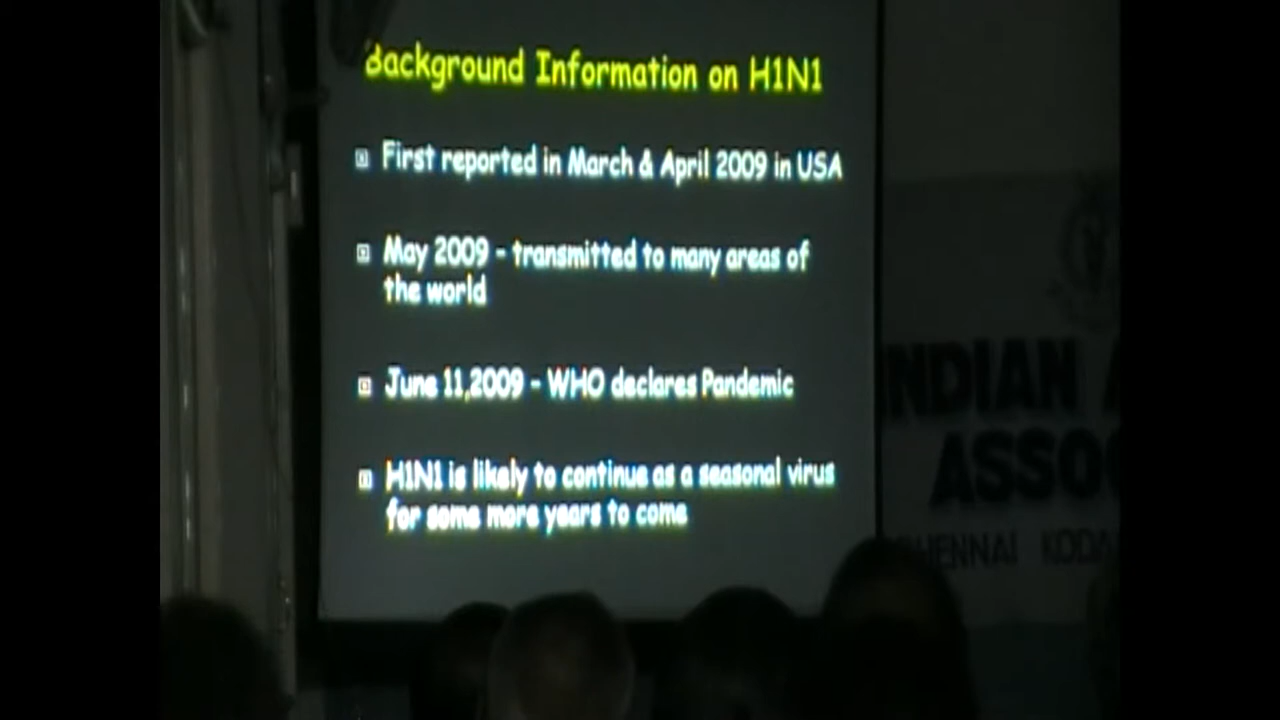 Background Information on H1N1
First reported in March & April 2009 in USA
May 2009 - transmitted to many areas of
the world
June 11,2009 - WHO declares Pandemic
H1N1 is likely to continue as a seasonal virus
for some more years to come
INDIAN A
ASSO
CHENNAI KODA